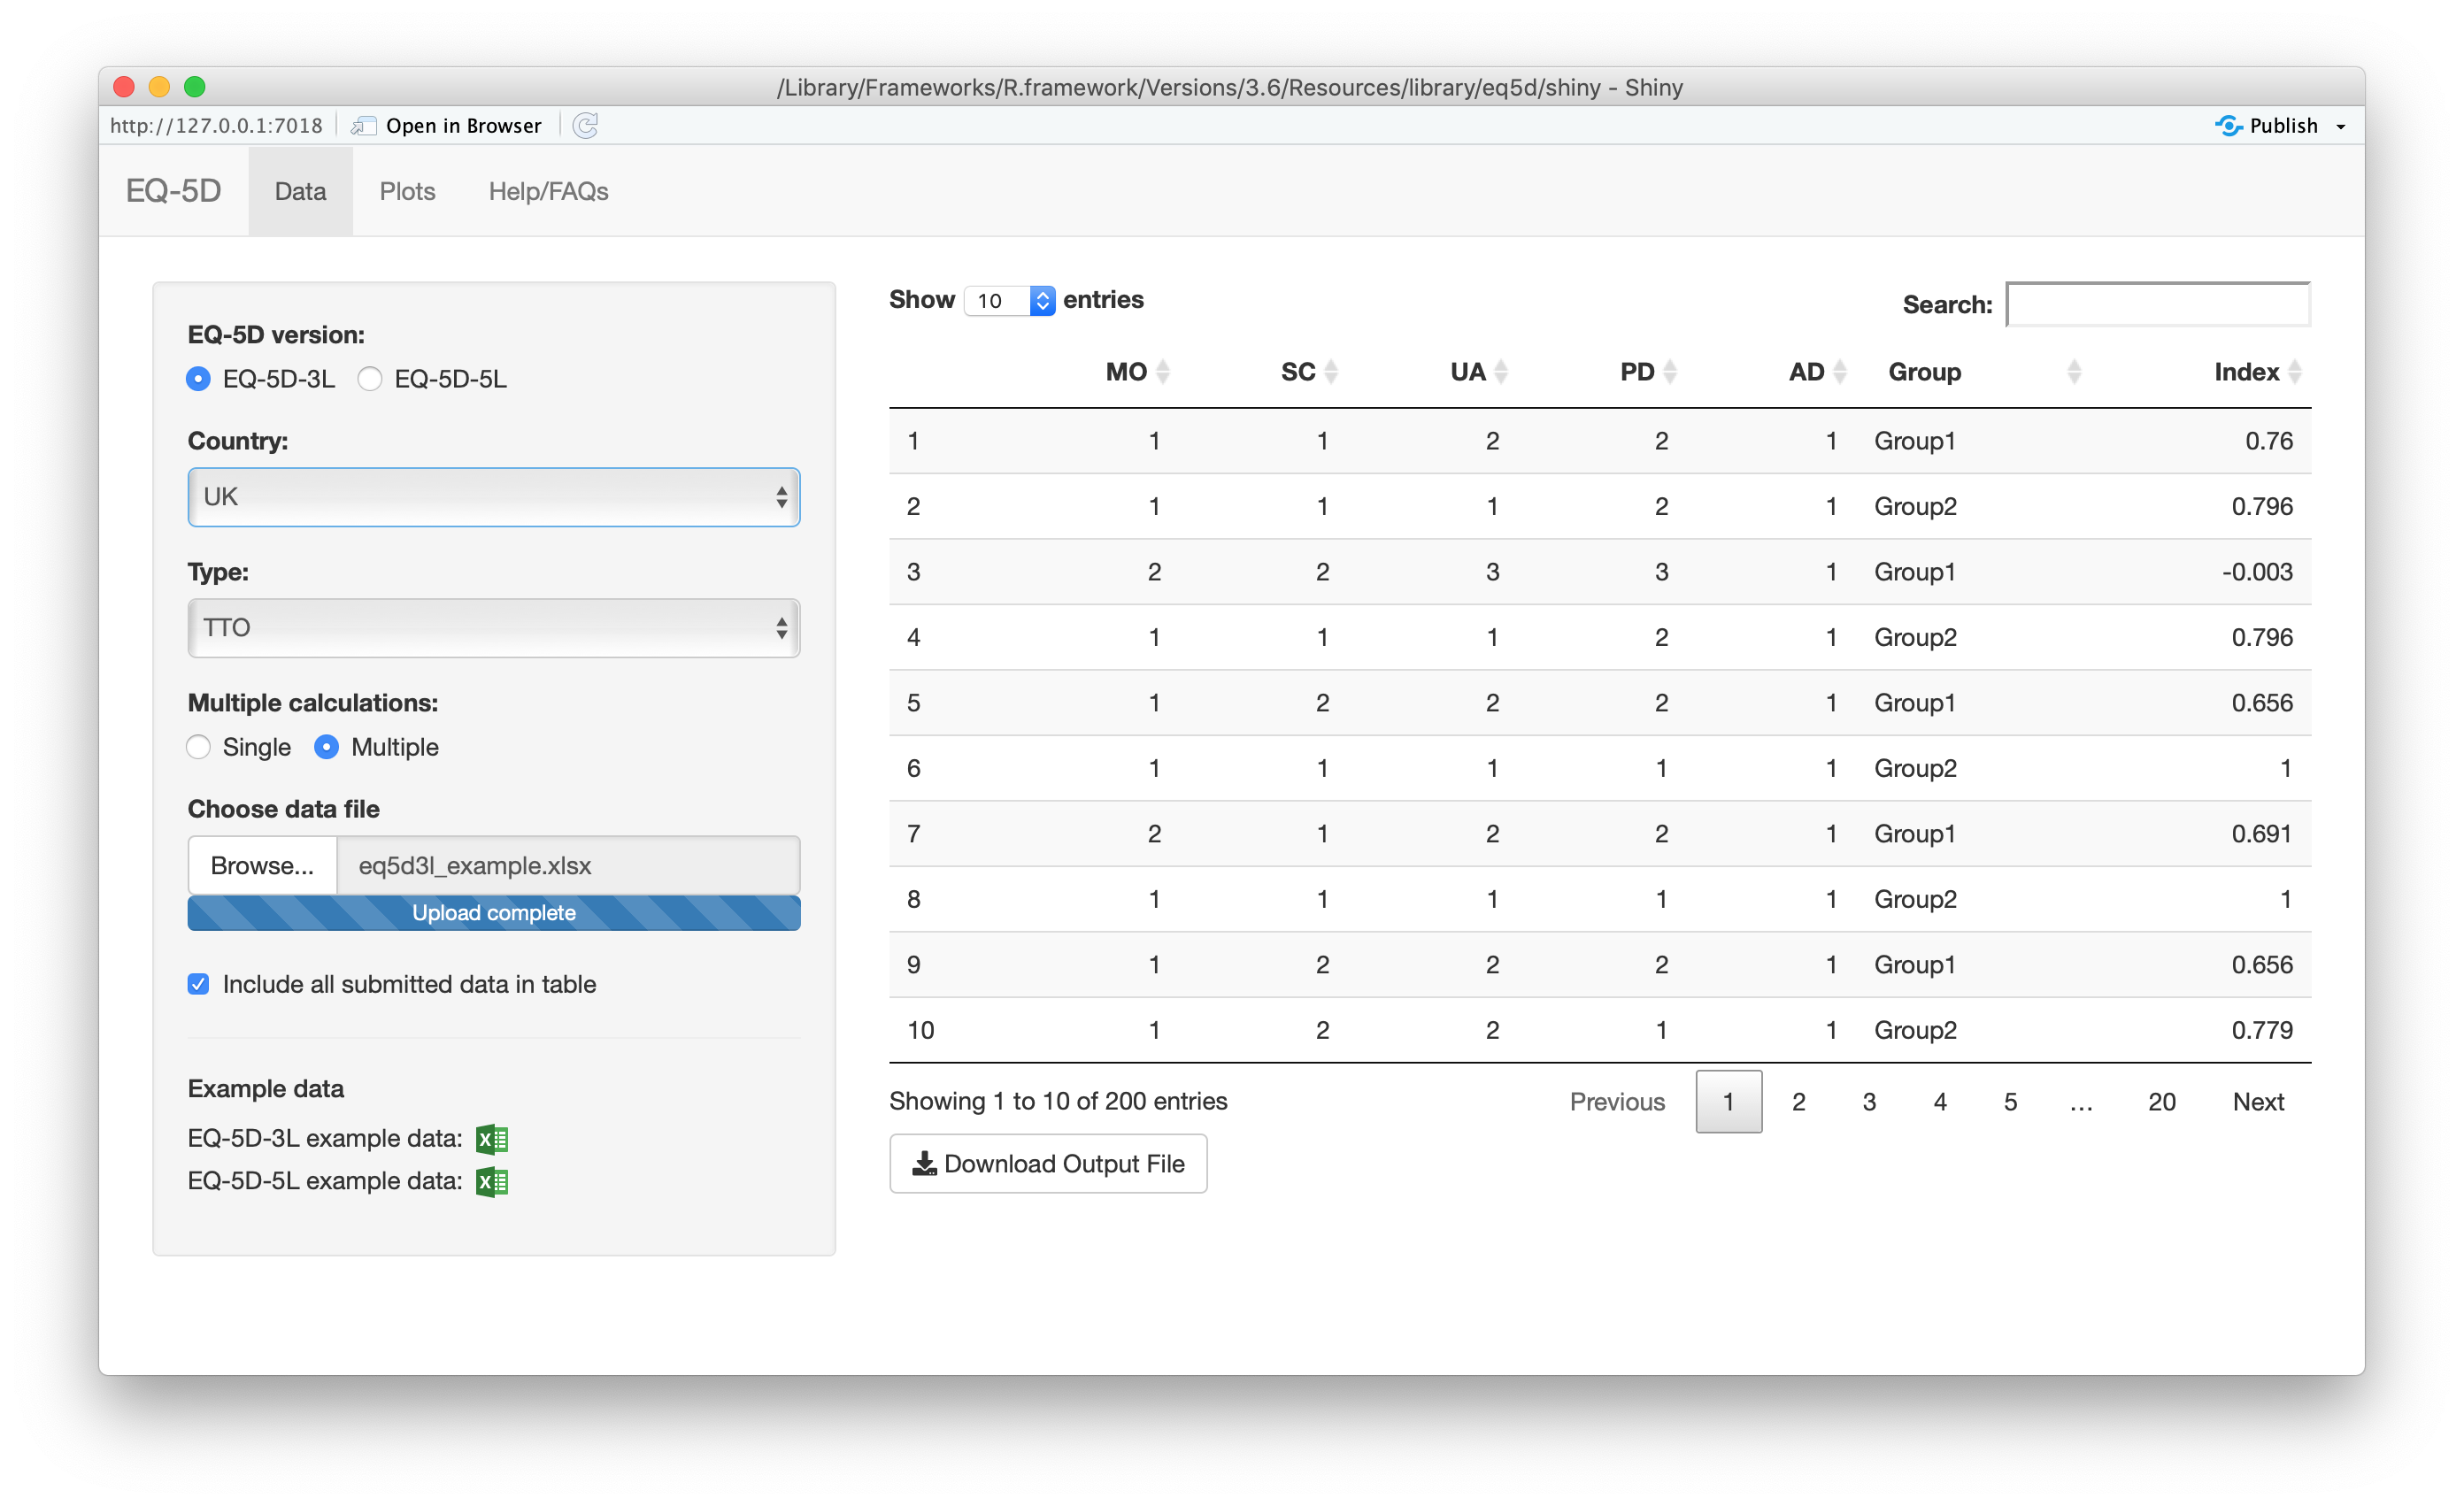 /Library/Frameworks/R.framework/Versions/3.6/Resources/library/eq5d/shiny - Shiny
http://127.0.0.1:7018 Open in Browser Publish
EQ-5D Data Plots Help/FAQs
EQ-5D version:
EQ-5D-3L EQ-5D-5L
Country:
UK
Type:
TTO
Multiple calculations:
Single Multiple
Choose data file
Browse... eq5d3l_example.xlsx
Upload complete
Include all submitted data in table
Example data
EQ-5D-3L example data:
EQ-5D-5L example data:
Show 10 entries
Search:
MO SC UA PD AD Group Index
1 1 1 2 2 1 Group1 0.76
2 1 1 1 2 1 Group2 0.796
3 2 2 3 3 1 Group1 -0.003
4 1 1 1 2 1 Group2 0.796
5 1 2 2 2 1 Group1 0.656
6 1 1 1 1 1 Group2 1
7 2 1 2 2 1 Group1 0.691
8 1 1 1 1 1 Group2 1
9 1 2 2 2 1 Group1 0.656
10 1 2 2 1 1 Group2 0.779
Showing 1 to 10 of 200 entries
Previous 1 2 3 4 5 … 20 Next
Download Output File